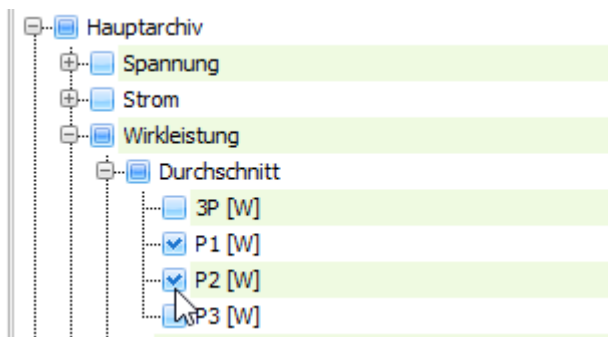 Hauptarchiv
Spannung
Strom
Wirkleistung
Durchschnitt
3P [W]
P1 [W]
P2 [W]
P3 [W]